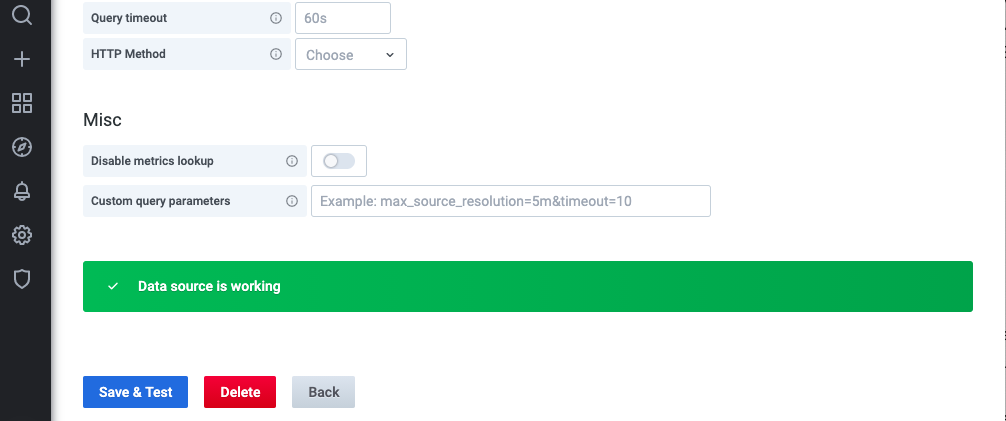 Query timeout
60s
HTTP Method
Choose
Misc
Disable metrics lookup
Custom query parameters
Example: max_source_resolution=5m&timeout=10
Data source is working
Save & Test
Delete
Back